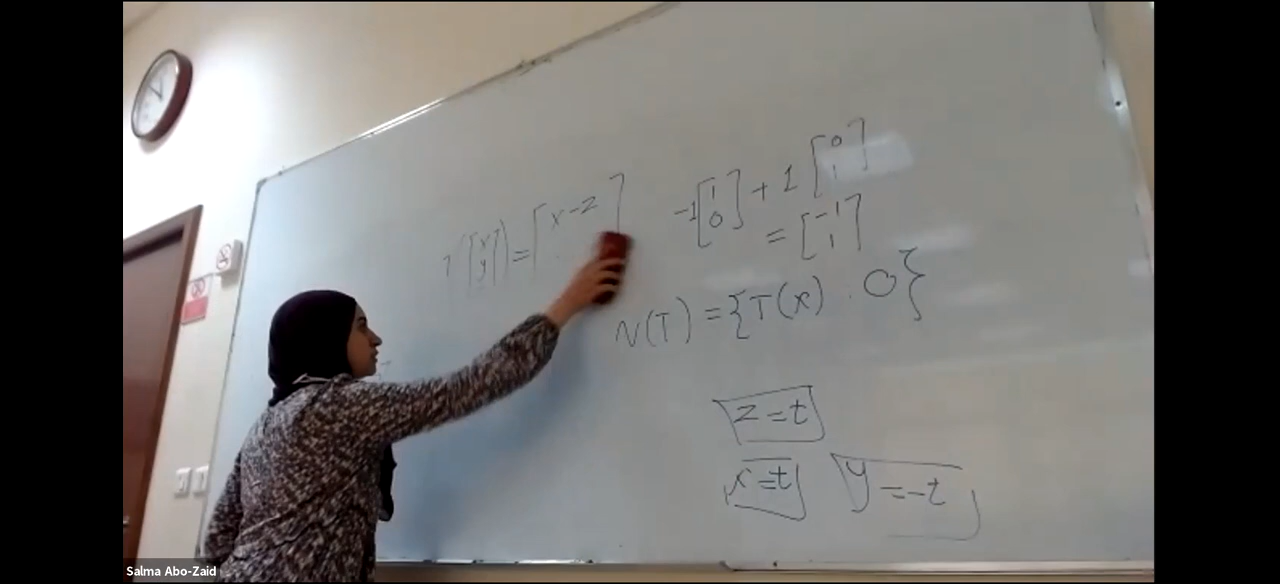 T([x y]) = [x-z]
-1[1 0] + 1[0 1]
= [-1 1]
N(T) = {T(x) . 0}
z=t
x=t
y=-t
Salma Abo-Zaid